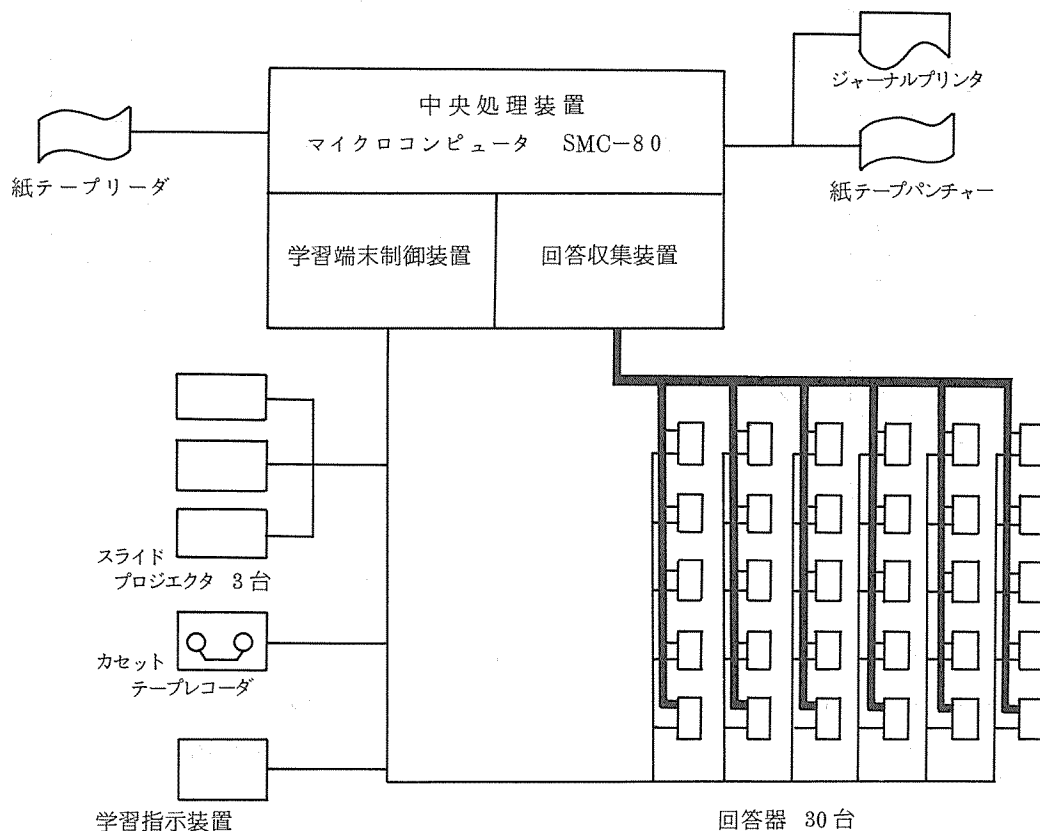 ジャーナルプリンタ
中央処理装置
マイクロコンピュータ SMC-80
紙テープリーダ
紙テープパンチャー
学習端末制御装置
回答収集装置
スライド
プロジェクタ 3台
カセット
テープレコーダ
学習指示装置
回答器 30台